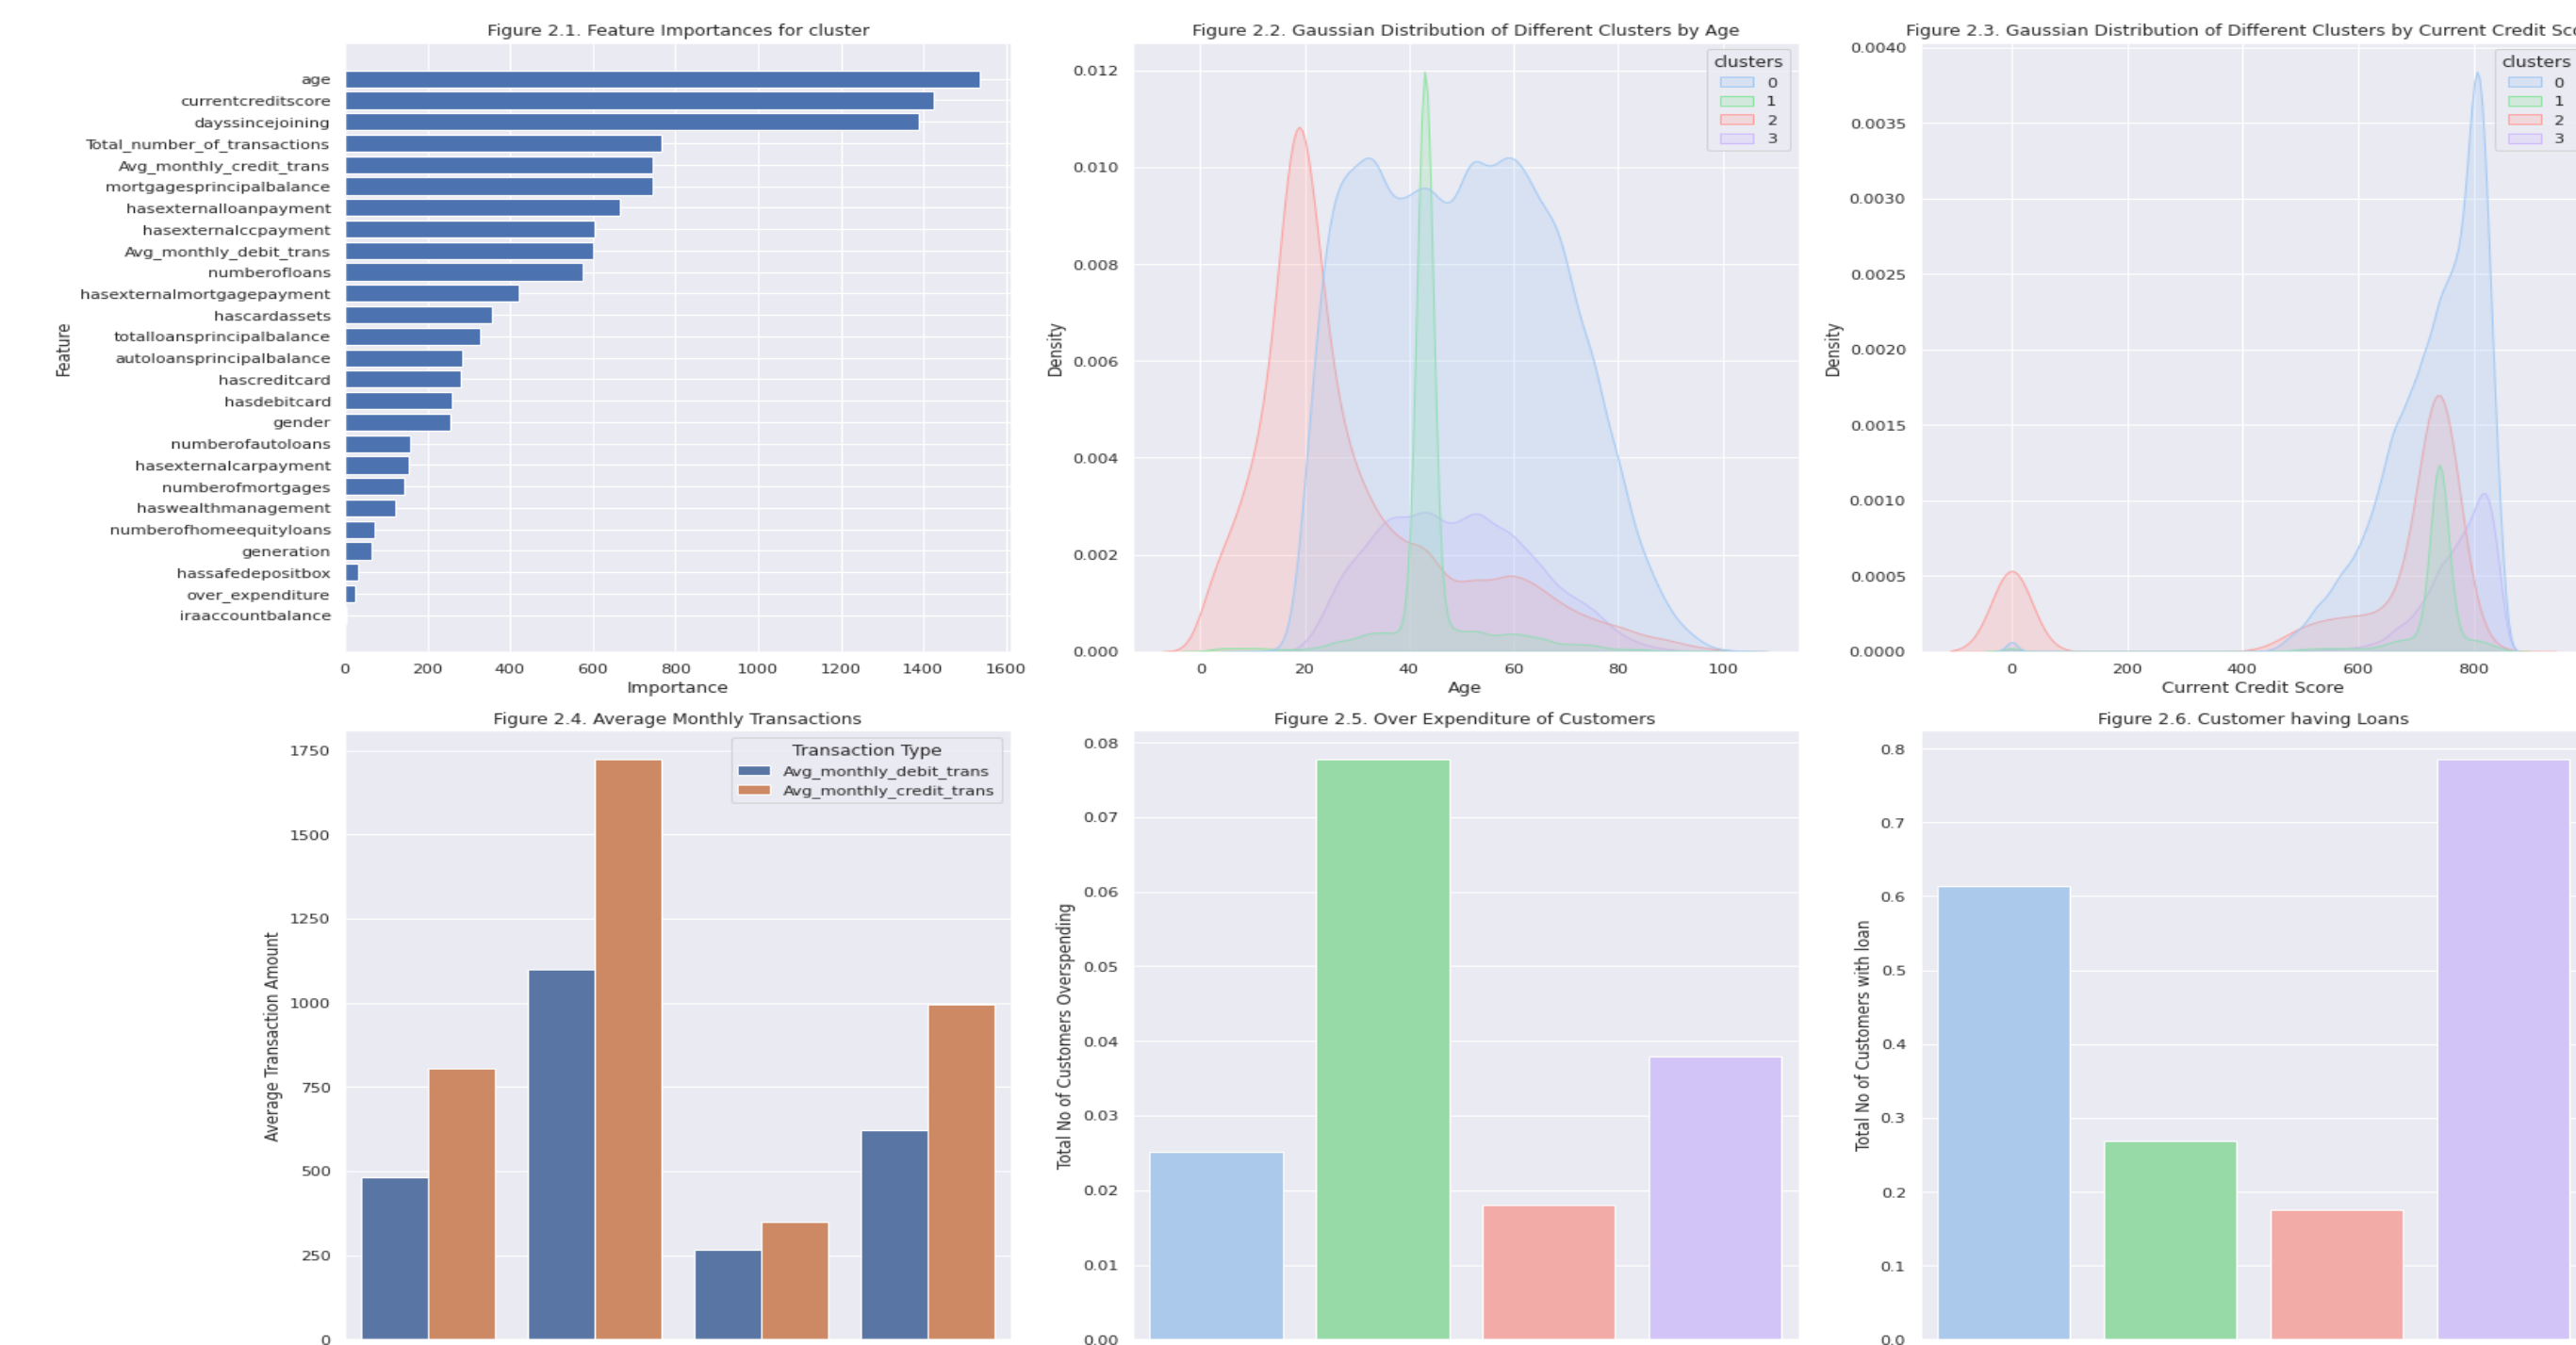 Figure 2.1. Feature Importances for cluster
age
currentcreditscore
dayssincejoining
Total_number_of_transactions
Avg_monthly_credit_trans
mortgagesprincipalbalance
hasexternalloanpayment
hasexternalccpayment
Avg_monthly_debit_trans
numberofloans
hasexternalmortgagepayment
hascardassets
totalloansprincipalbalance
autoloansprincipalbalance
hascreditcard
hasdebitcard
gender
numberofautoloans
hasexternalcarpayment
numberofmortgages
haswealthmanagement
numberofhomeequityloans
generation
hassafedepositbox
over_expenditure
iraaccountbalance
Feature
0 200 400 600 800 1000 1200 1400 1600
Importance
Figure 2.2. Gaussian Distribution of Different Clusters by Age
clusters
0
1
2
3
0.012
0.010
0.008
0.006
0.004
0.002
0.000
Density
0 20 40 60 80 100
Age
Figure 2.3. Gaussian Distribution of Different Clusters by Current Credit
clusters
0
1
2
3
0.0040
0.0035
0.0030
0.0025
0.0020
0.0015
0.0010
0.0005
0.0000
Density
0 200 400 600 800
Current Credit Score
Figure 2.4. Average Monthly Transactions
Transaction Type
Avg_monthly_debit_trans
Avg_monthly_credit_trans
1750
1500
1250
1000
750
500
250
0
Average Transaction Amount
Figure 2.5. Over Expenditure of Customers
0.08
0.07
0.06
0.05
0.04
0.03
0.02
0.01
0.00
Total No of Customers Overspending
Figure 2.6. Customer having Loans
0.8
0.7
0.6
0.5
0.4
0.3
0.2
0.1
0.0
Total No of Customers with loan